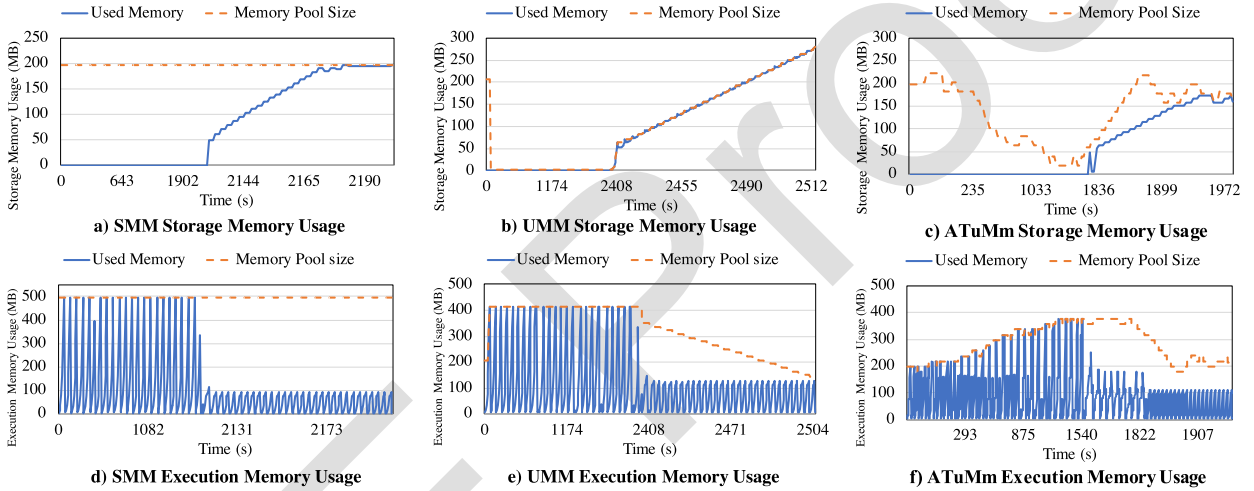 Used Memory Memory Pool Size
Storage Memory Usage (MB)
250
200
150
100
50
0
0 643 1902 2144 2165 2190
Time (s)
a) SMM Storage Memory Usage
Used Memory Memory Pool Size
Storage Memory Usage (MB)
300
250
200
150
100
50
0
0 1174 2408 2455 2490 2512
Time (s)
b) UMM Storage Memory Usage
Used Memory Memory Pool Size
Storage Memory Usage (MB)
300
250
200
150
100
50
0
0 235 1033 1836 1899 1972
Time (s)
c) ATuMm Storage Memory Usage
Used Memory Memory Pool size
Execution Memory Usage (MB)
500
400
300
200
100
0
0 1082 2131 2173
Time (s)
d) SMM Execution Memory Usage
Used Memory Memory Pool size
Execution Memory Usage (MB)
500
400
300
200
100
0
0 1174 2408 2471 2504
Time (s)
e) UMM Execution Memory Usage
Used Memory Memory Pool Size
Execution Memory Usage (MB)
500
400
300
200
100
0
293 875 1540 1822 1907
Time (s)
f) ATuMm Execution Memory Usage